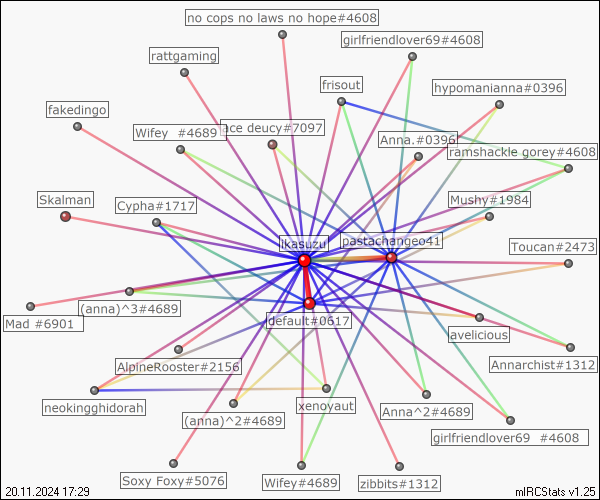 no cops no laws no hope#4608
girlfriendlover69#4608
rattgaming
frisout
hypomanianna#0396
fakedingo
Wifey #4689
ace deucy#7097
Anna.#0396
ramshackle gorey#4608
Skalman
Cypha#1717
Mushy#1984
Ikasuzu
pastachangeo41
Toucan#2473
(anna)^3#4689
Mad #6901
default#0617
lavelicious
AlpineRooster#2156
Annarchist#1312
neokingghidorah
xenoyaut
(anna)^2#4689
Anna^2#4689
girlfriendlover69 #4608
Soxy Foxy#5076
Wifey#4689
zibbits#1312
20.11.2024 17:29
mIRCStats v1.25